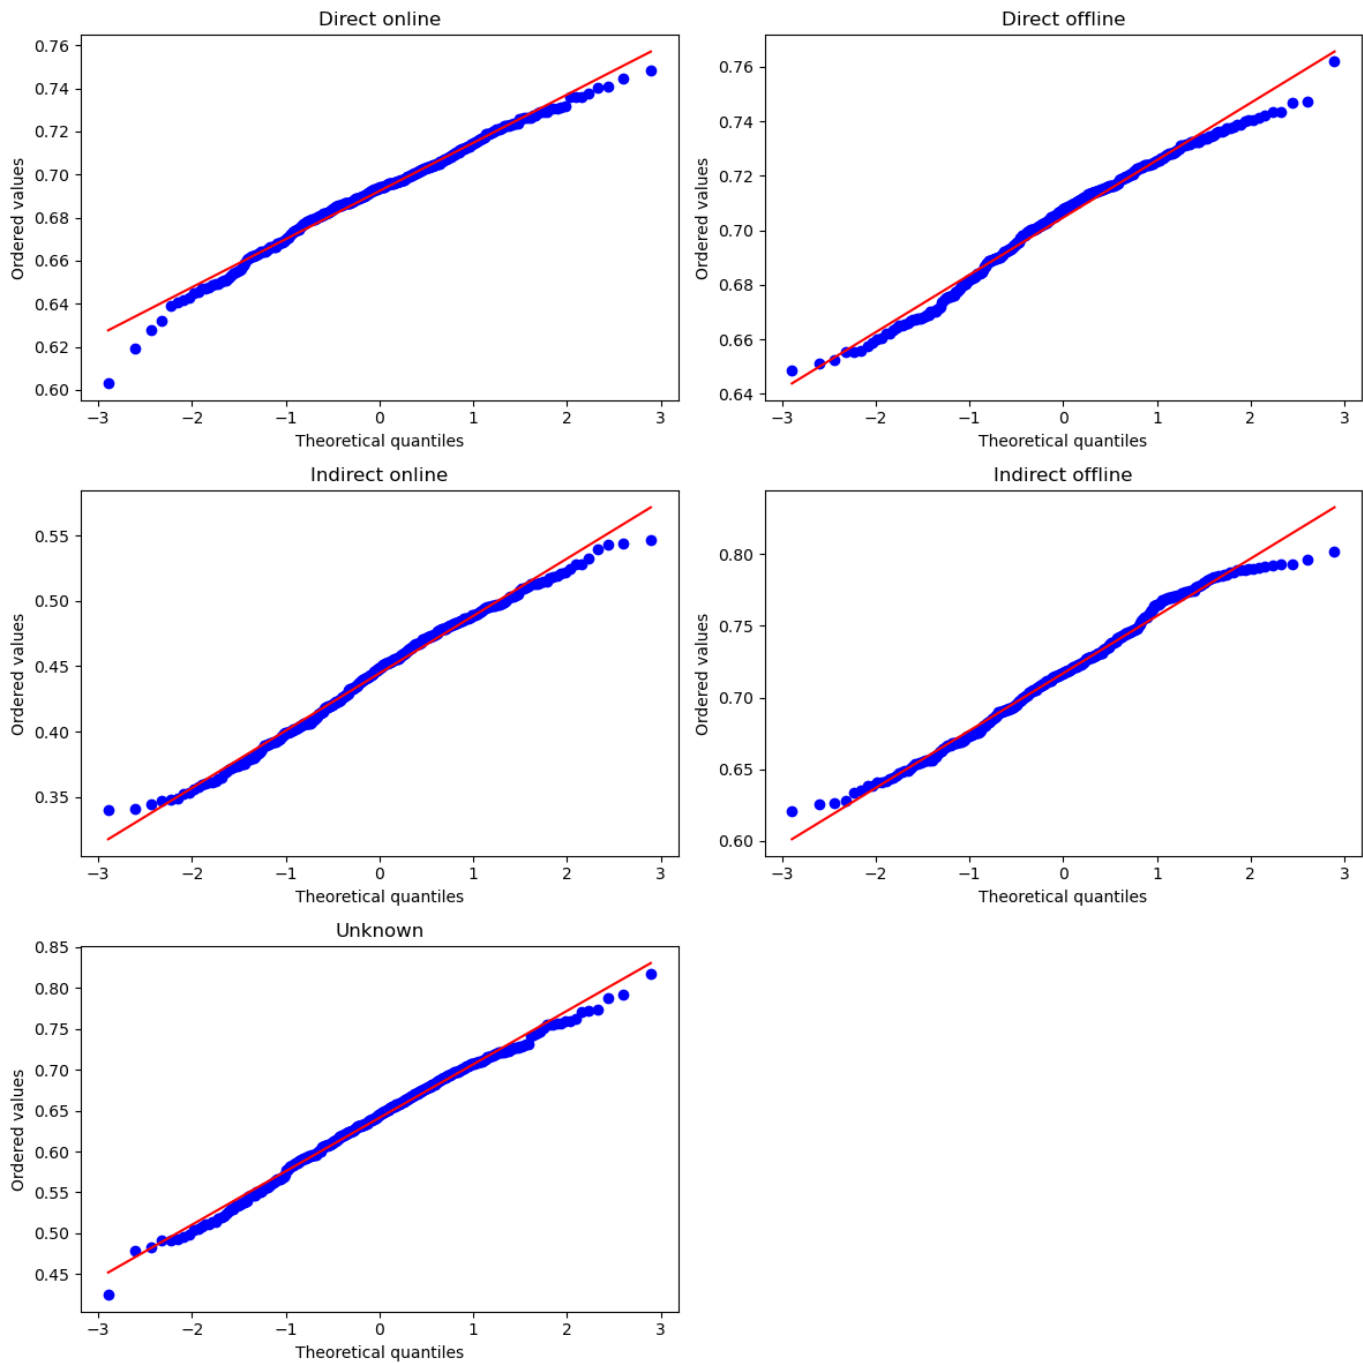 Direct online
0.76
0.74
0.72
0.70
0.68
0.66
0.64
0.62
0.60
Ordered values
−3 −2 −1 0 1 2 3
Theoretical quantiles
Direct offline
0.76
0.74
0.72
0.70
0.68
0.66
0.64
Ordered values
−3 −2 −1 0 1 2 3
Theoretical quantiles
Indirect online
0.55
0.50
0.45
0.40
0.35
Ordered values
−3 −2 −1 0 1 2 3
Theoretical quantiles
Indirect offline
0.80
0.75
0.70
0.65
0.60
Ordered values
−3 −2 −1 0 1 2 3
Theoretical quantiles
Unknown
0.85
0.80
0.75
0.70
0.65
0.60
0.55
0.50
0.45
Ordered values
−3 −2 −1 0 1 2 3
Theoretical quantiles